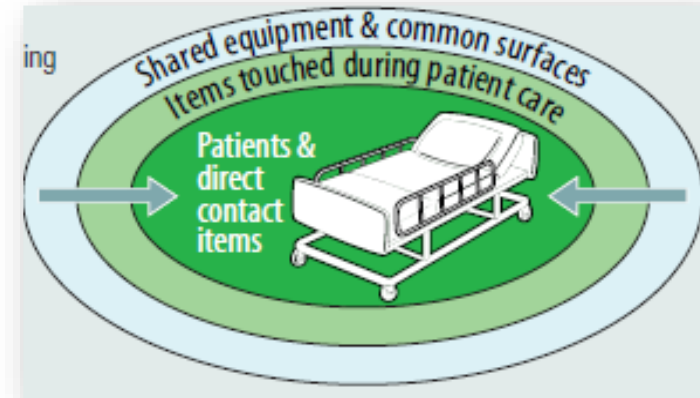 ing
Shared equipment & common surfaces
Items touched during patient care
Patients &
direct
contact
items